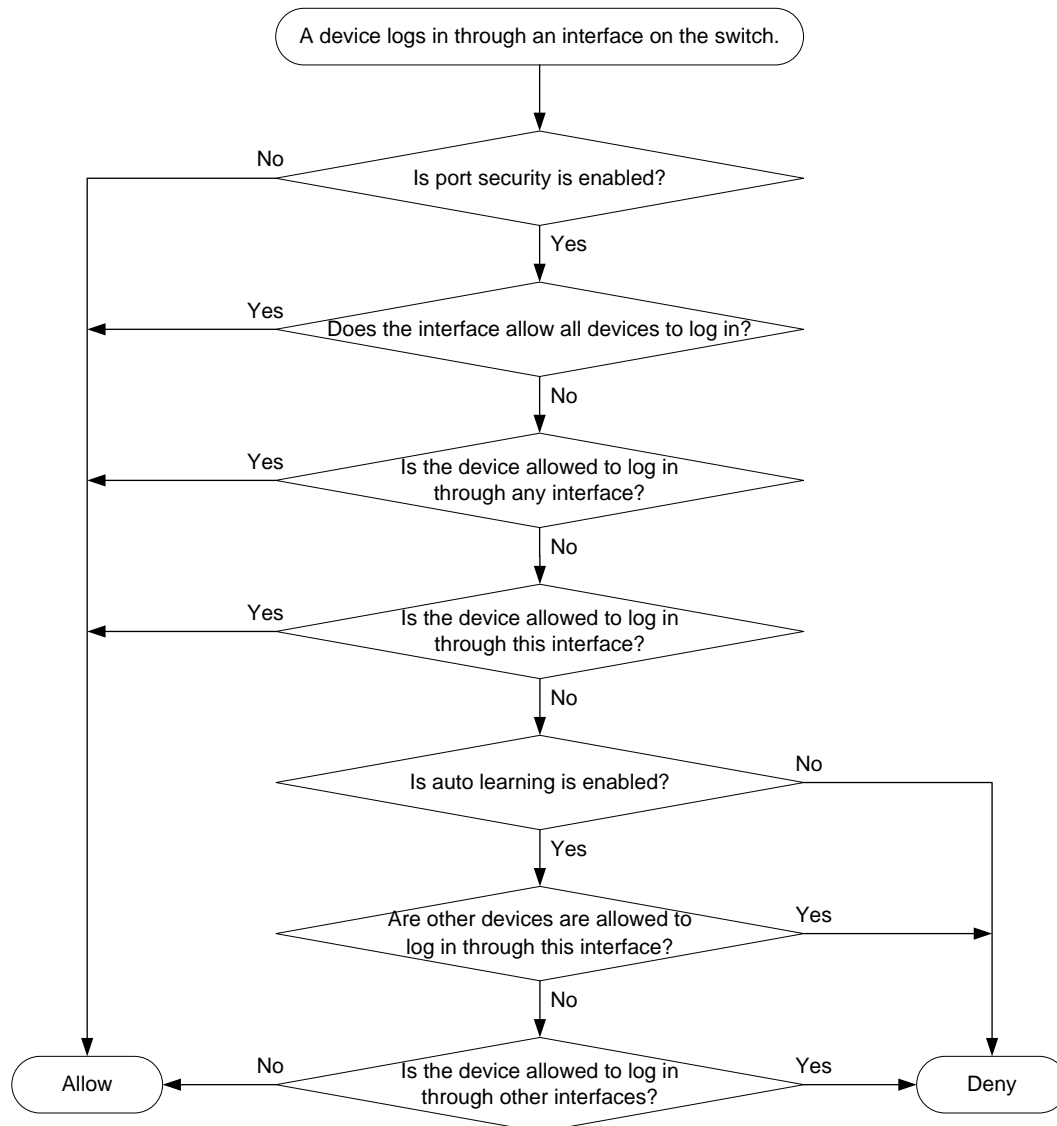 A device logs in through an interface on the switch.
No
Is port security is enabled?
Yes
Yes
Does the interface allow all devices to log in?
No
Yes
Is the device allowed to log in
through any interface?
No
Yes
Is the device allowed to log in
through this interface?
No
Is auto learning is enabled?
No
Yes
Are other devices are allowed to
log in through this interface?
Yes
No
Allow
No
Is the device allowed to log in
through other interfaces?
Yes
Deny